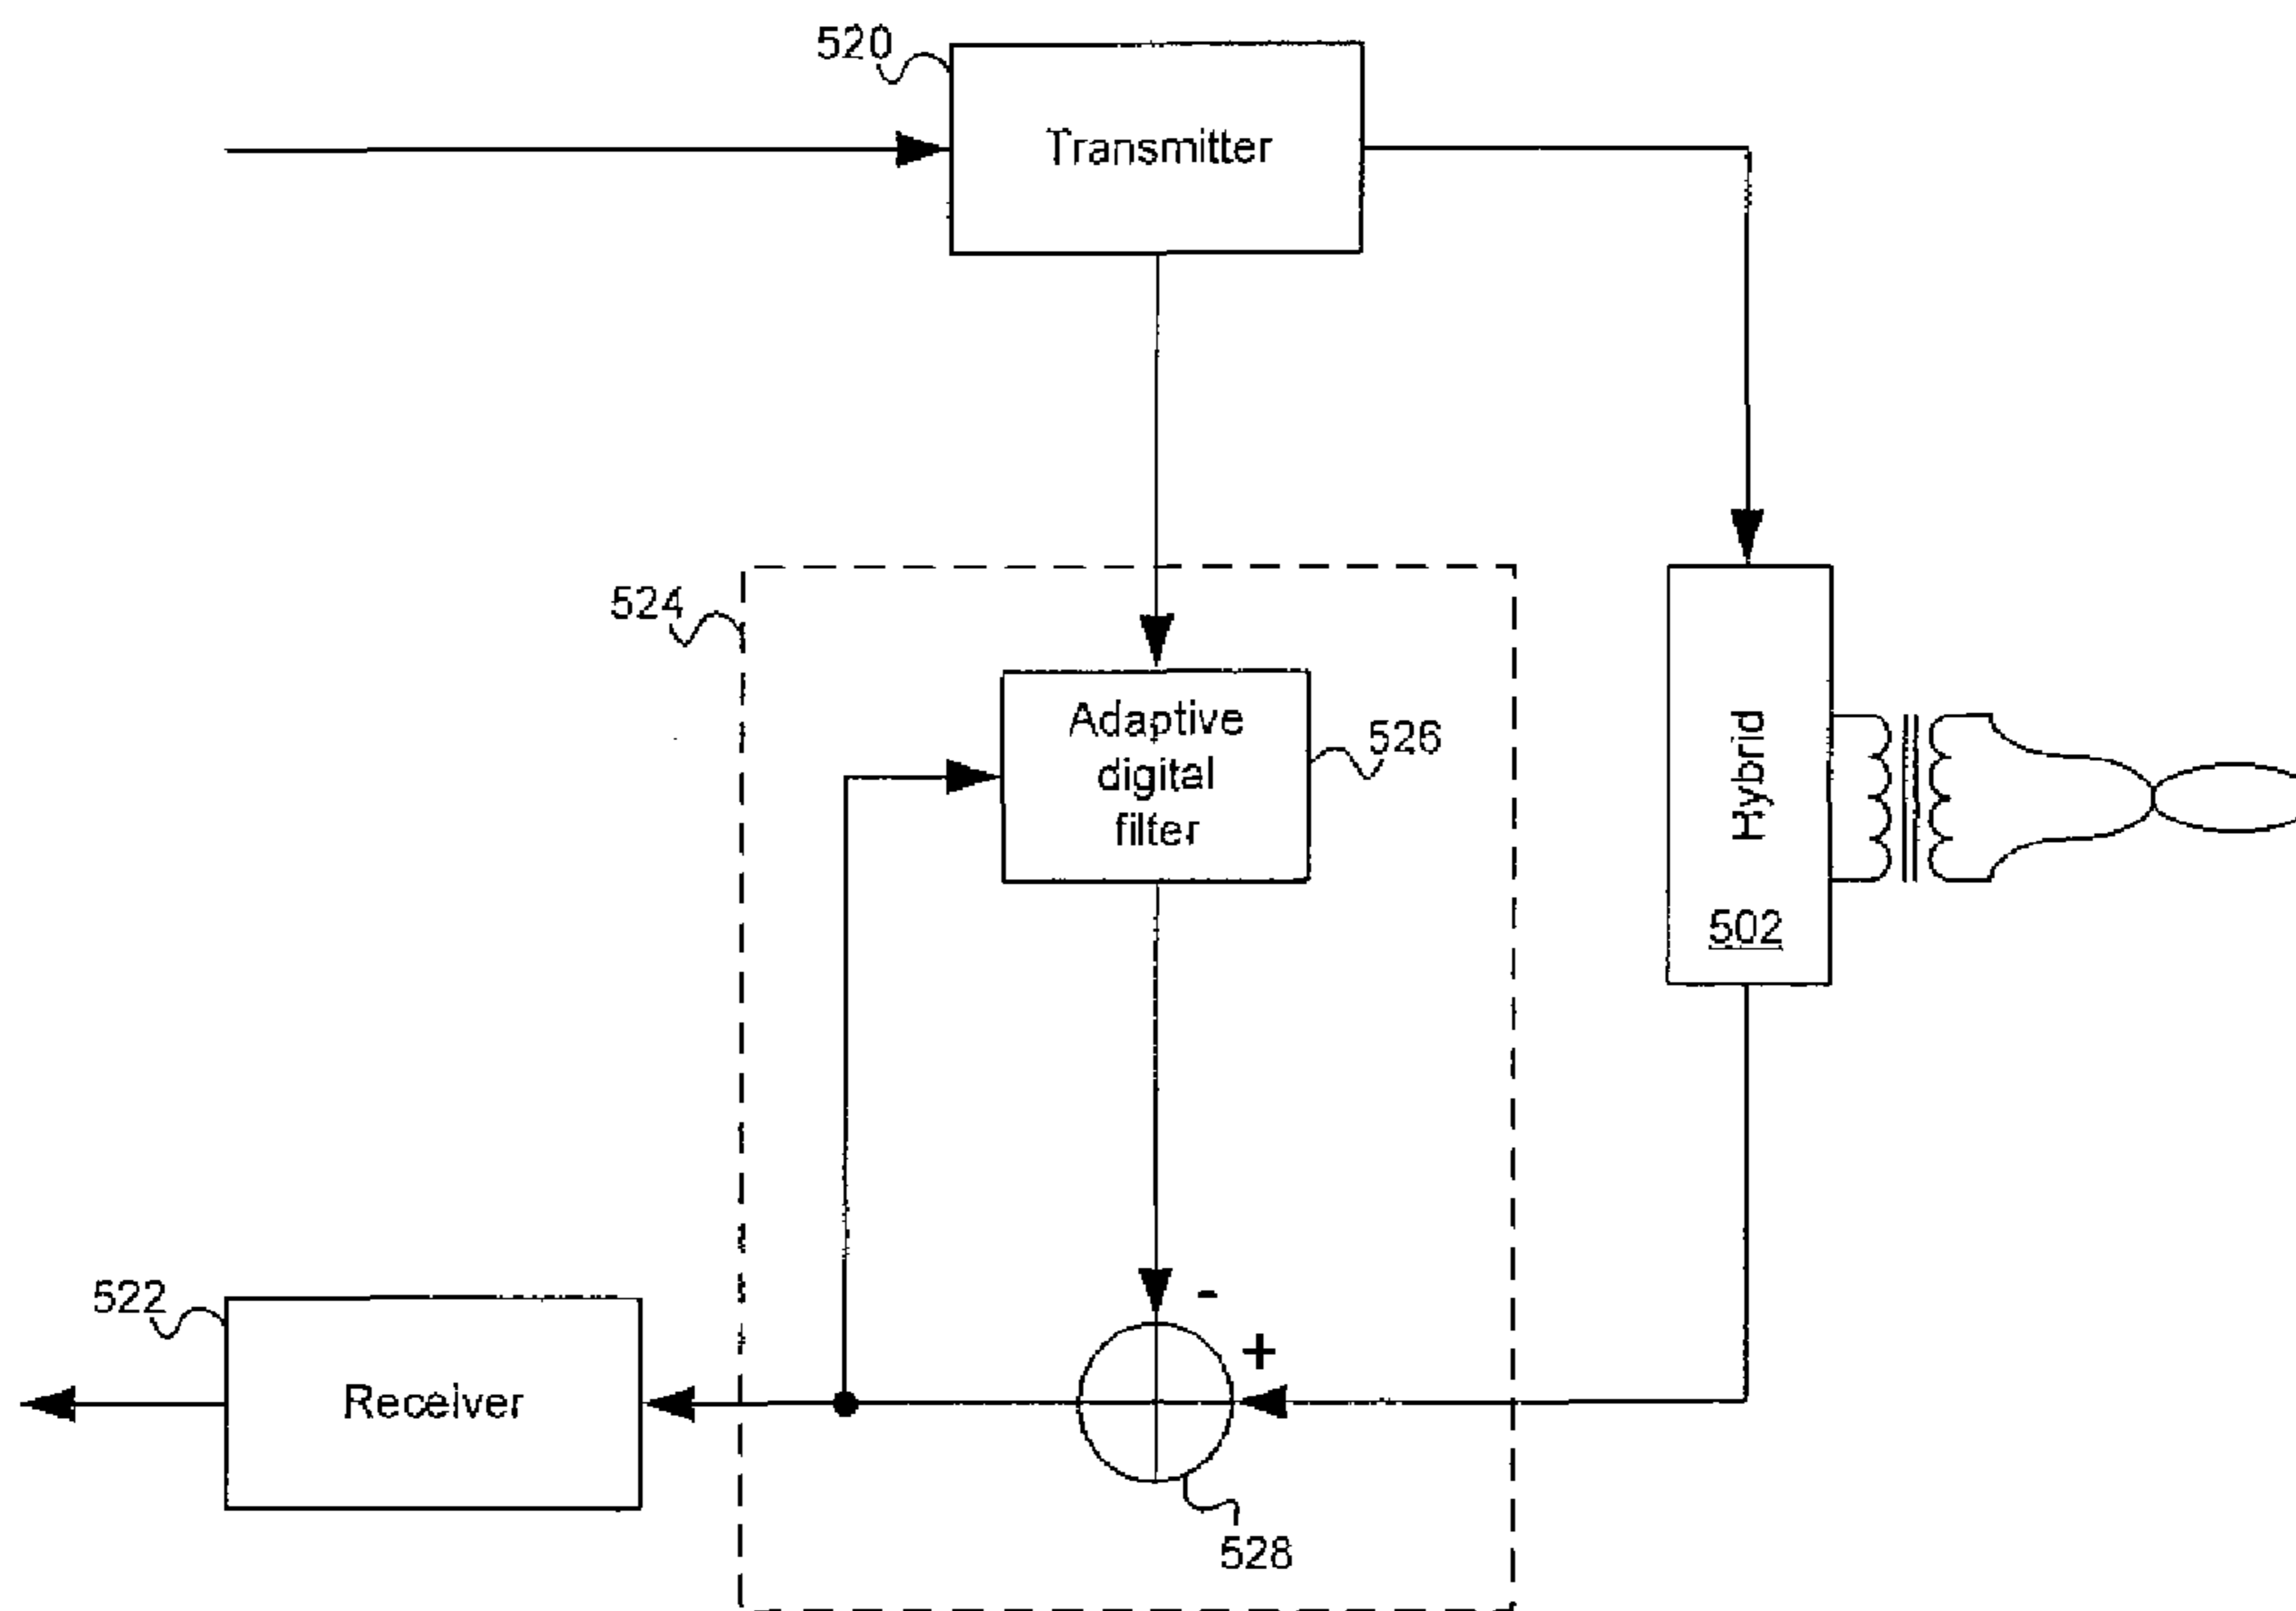 520
Transmitter
524
Adaptive
digital
filter
526
Hybrid
502
522
Receiver
-
+
528